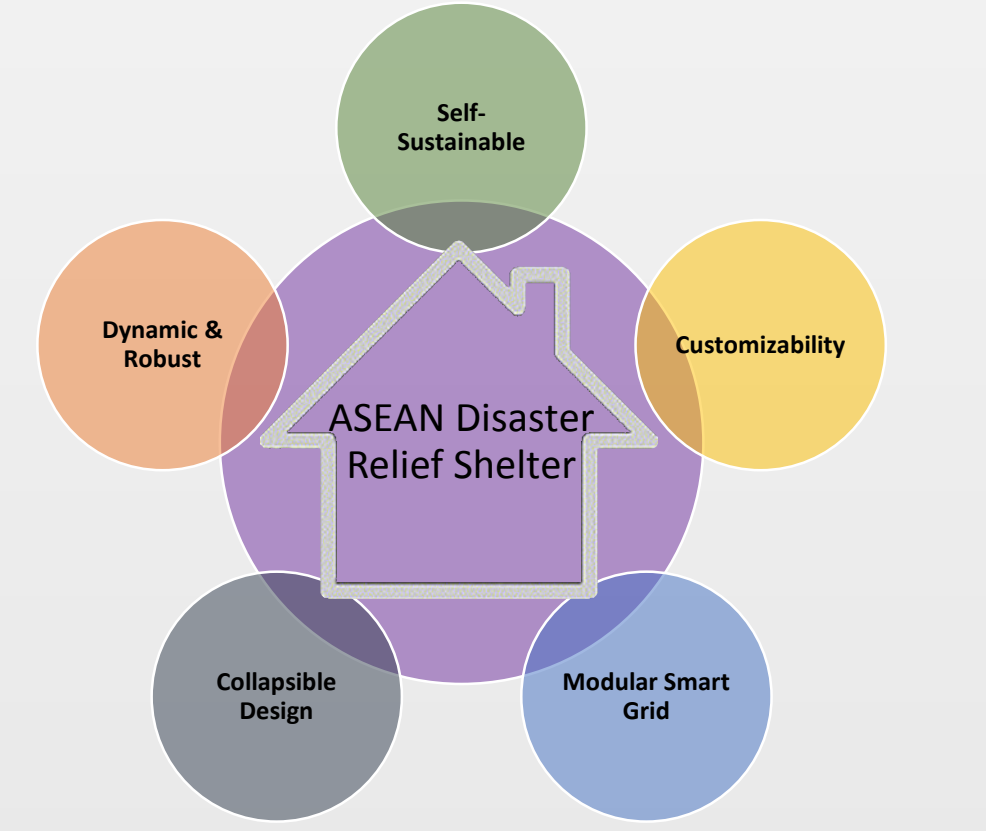 Self-
Sustainable
Dynamic &
Robust
Customizability
ASEAN Disaster
Relief Shelter
Collapsible
Design
Modular Smart
Grid